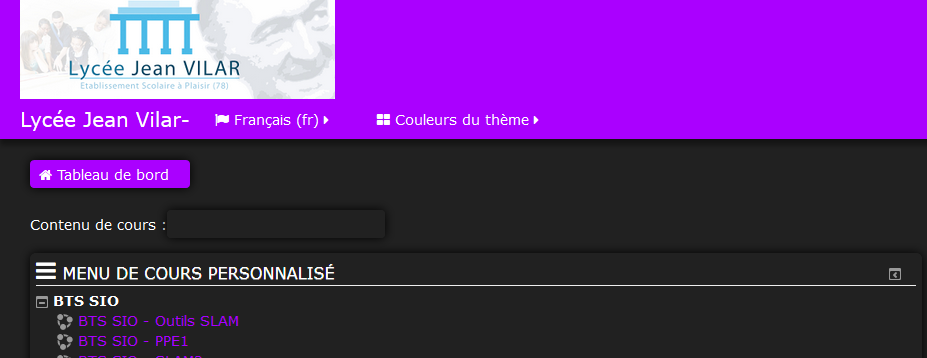 Lycée Jean VILAR
Etablissement Scolaire à Plaisir (78)
Lycée Jean Vilar- Français (fr) Couleurs du thème
Tableau de bord
Contenu de cours :
MENU DE COURS PERSONNALISÉ
BTS SIO
BTS SIO - Outils SLAM
BTS SIO - PPE1